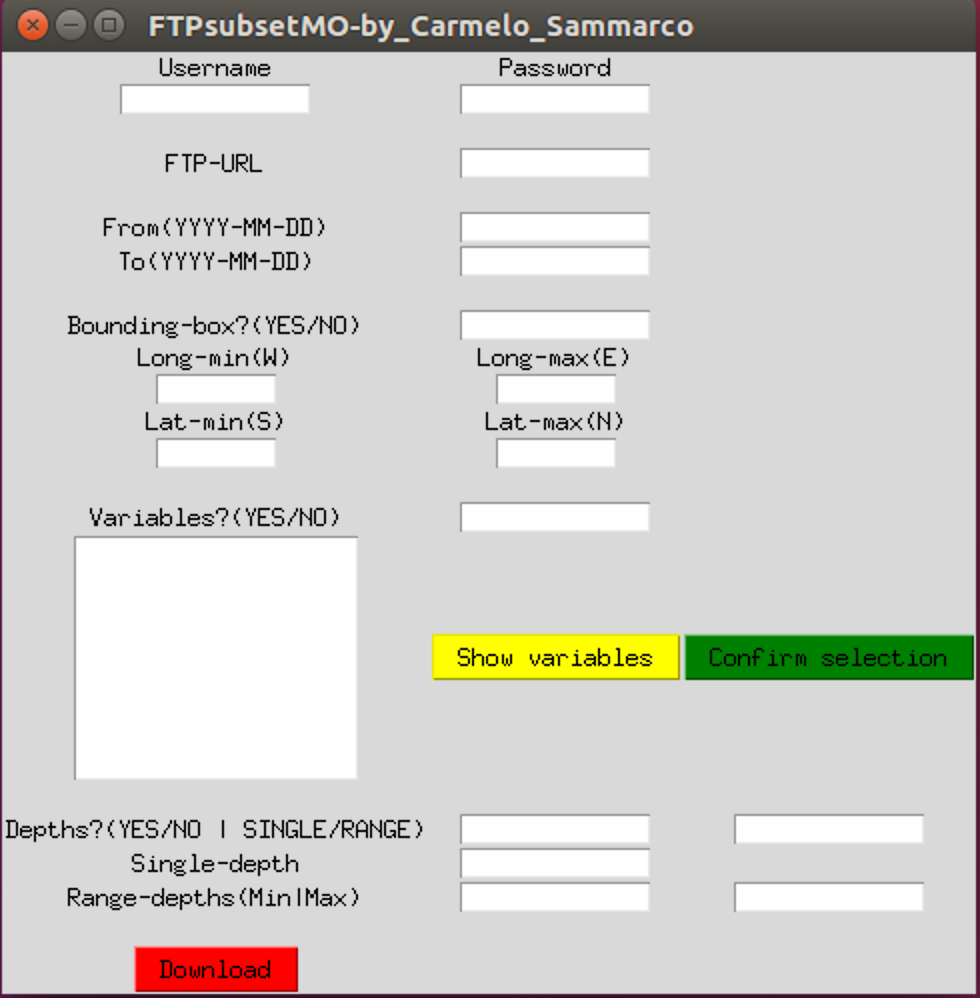 FTPsubsetMO-by_Carmelo_Sammarco
Username Password
FTP-URL
From(YYYY-MM-DD)
To(YYYY-MM-DD)
Bounding-box?(YES/NO)
Long-min(W) Long-max(E)
Lat-min(S) Lat-max(N)
Variables?(YES/NO)
Show variables Confirm selection
Depths?(YES/NO | SINGLE/RANGE)
Single-depth
Range-depths(Min|Max)
Download